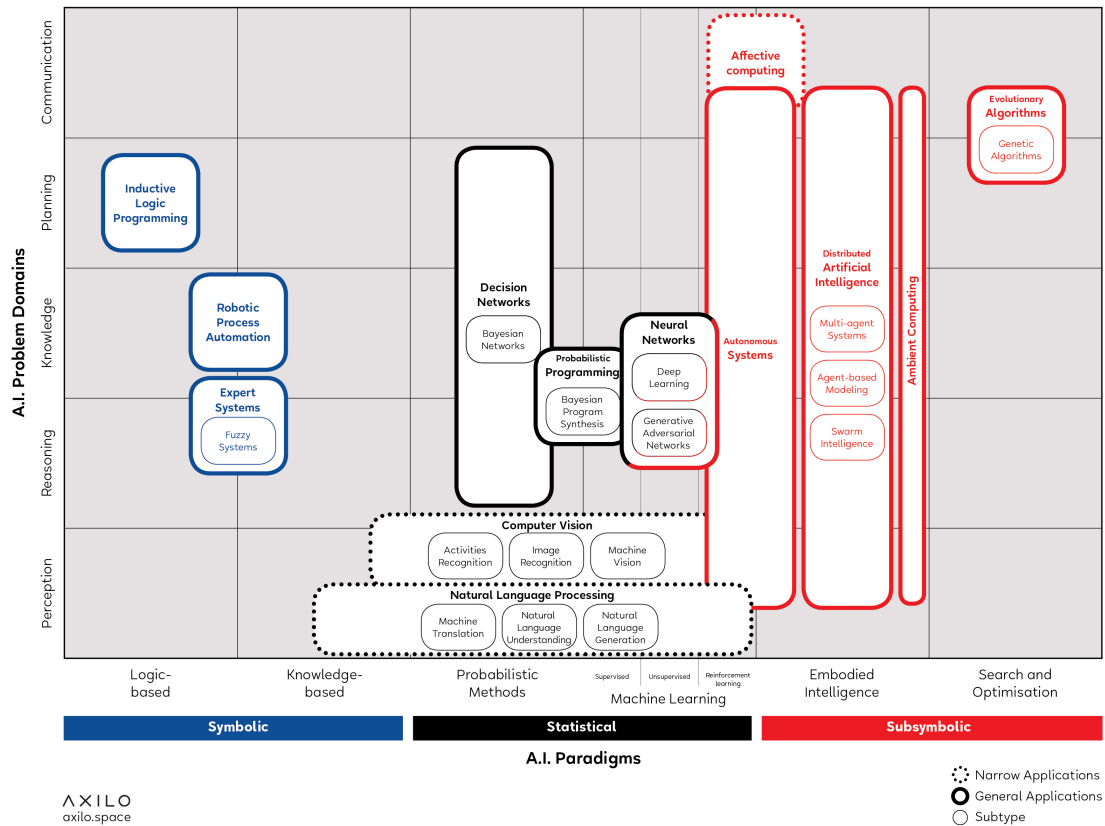 A.I. Problem Domains
Communication
Planning
Knowledge
Reasoning
Perception
Affective
computing
Evolutionary
Algorithms
Genetic
Algorithms
Inductive
Logic
Programming
Distributed
Artificial
Intelligence
Multi-agent
Systems
Agent-based
Modeling
Swarm
Intelligence
Ambient Computing
Robotic
Process
Automation
Decision
Networks
Bayesian
Networks
Neural
Networks
Deep
Learning
Generative
Adversarial
Networks
Autonomous
Systems
Probabilistic
Programming
Bayesian
Program
Synthesis
Expert
Systems
Fuzzy
Systems
Computer Vision
Activities
Recognition
Image
Recognition
Machine
Vision
Natural Language Processing
Machine
Translation
Natural
Language
Understanding
Natural
Language
Generation
Logic-
based
Knowledge-
based
Probabilistic
Methods
Supervised
Unsupervised
Reinforcement
learning
Machine Learning
Embodied
Intelligence
Search and
Optimisation
Symbolic
Statistical
Subsymbolic
A.I. Paradigms
Narrow Applications
General Applications
Subtype
AXILO
axilo.space